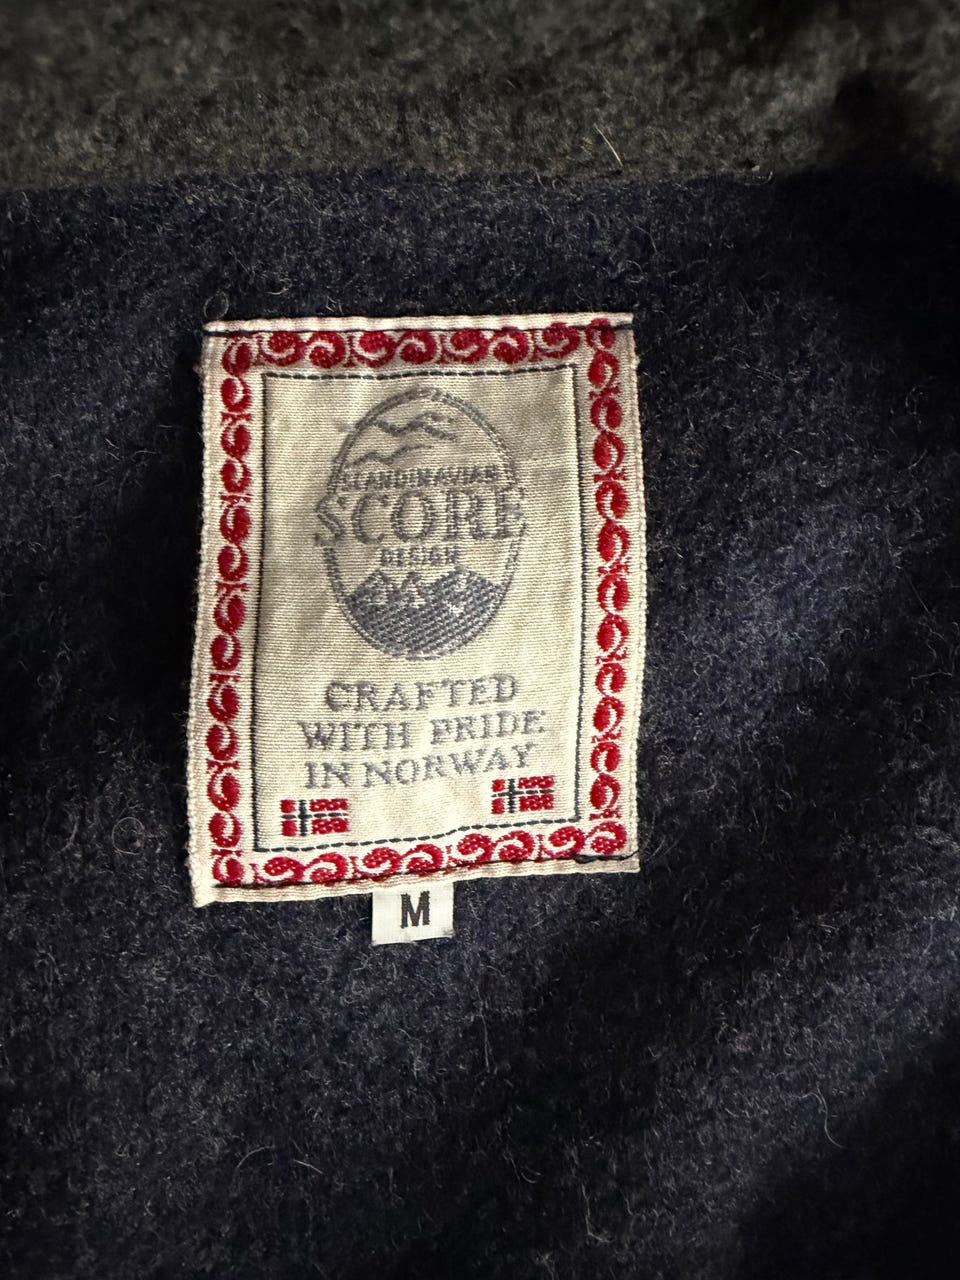 SCANDINAVIAN
SCORE
DESIGN
CRAFTED
WITH PRIDE
IN NORWAY
M